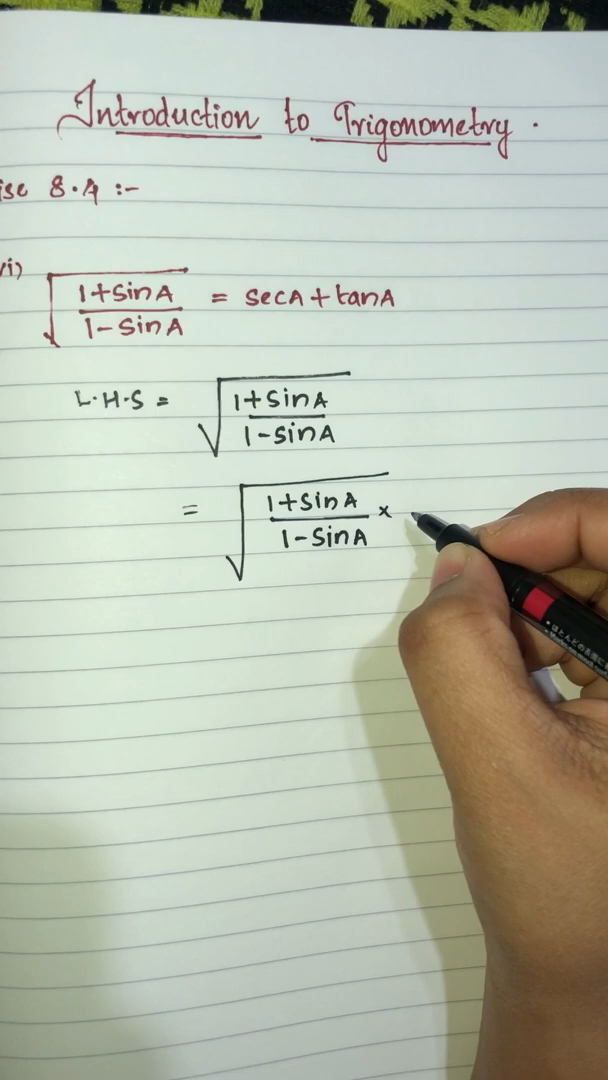 Introduction to Trigonometry.
ise 8.4 :-
vi) √(1+sinA / 1-sinA) = secA + tanA
L.H.S = √(1+sinA / 1-sinA)
= √(1+sinA / 1-sinA ×